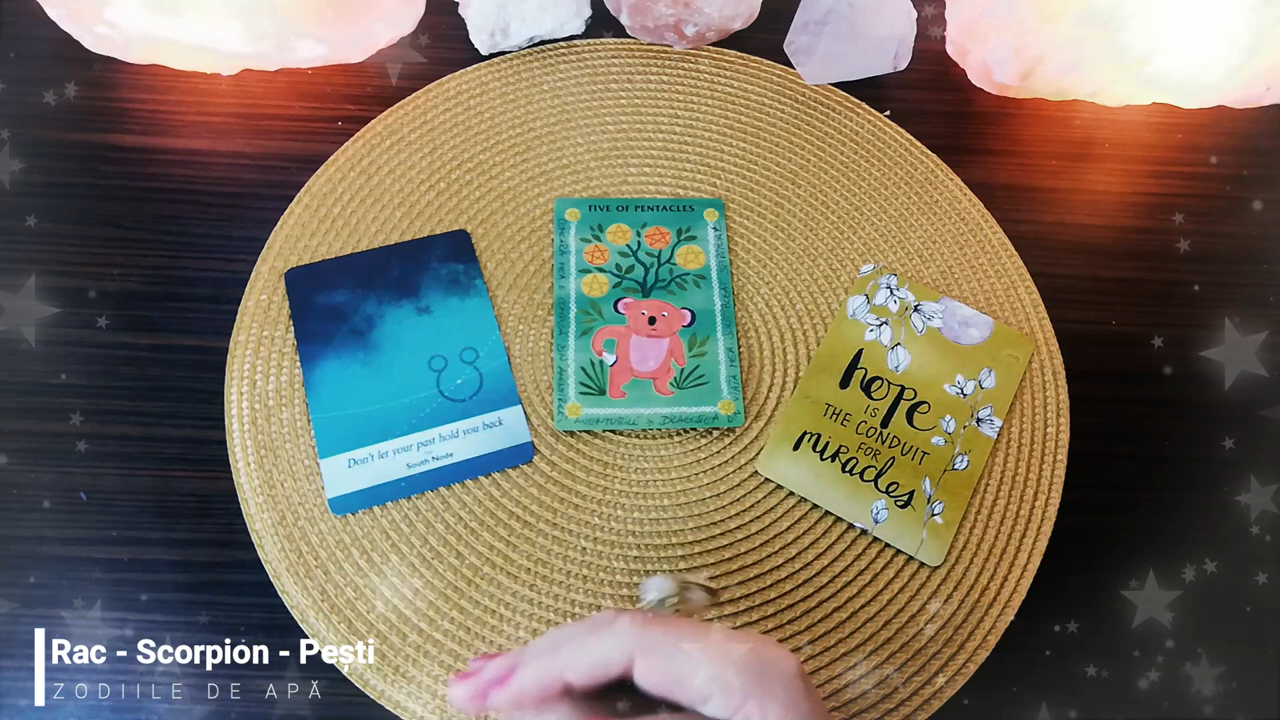 FIVE OF PENTACLES
Don't let your past hold you back
South Node
hope
IS
THE CONDUIT
FOR
miracles
Rac - Scorpion - Pești
ZODIILE DE APĂ